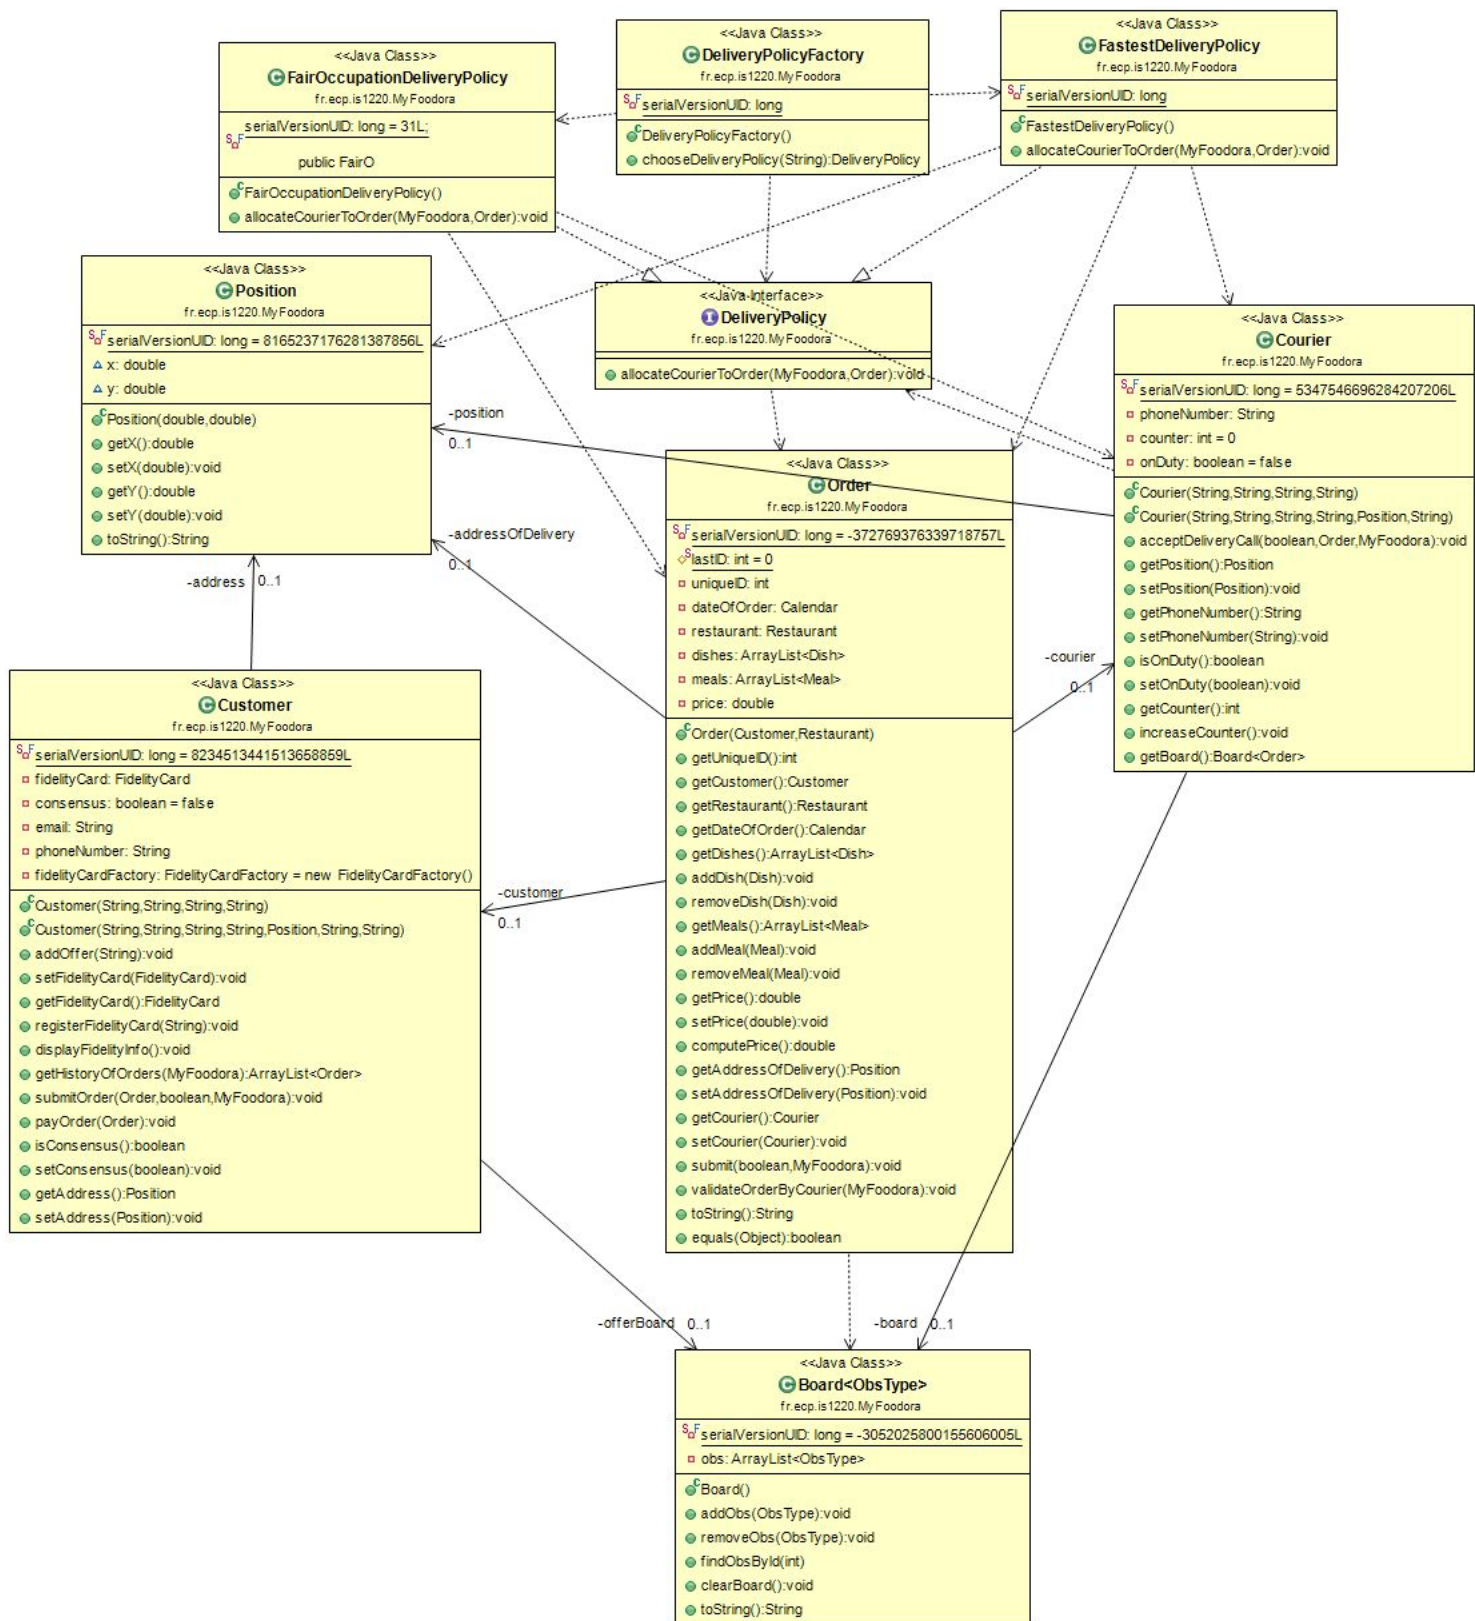 <<Java Class>>
FairOccupationDeliveryPolicy
fr.ecp.is1220.MyFoodora
serialVersionUID: long = 31L;
public FairO
FairOccupationDeliveryPolicy()
allocateCourierToOrder(MyFoodora,Order):void
<<Java Class>>
DeliveryPolicyFactory
fr.ecp.is1220.MyFoodora
serialVersionUID: long
DeliveryPolicyFactory()
chooseDeliveryPolicy(String):DeliveryPolicy
<<Java Class>>
FastestDeliveryPolicy
fr.ecp.is1220.MyFoodora
serialVersionUID: long
FastestDeliveryPolicy()
allocateCourierToOrder(MyFoodora,Order):void
<<Java Class>>
Position
fr.ecp.is1220.MyFoodora
serialVersionUID: long = 8165237176281387856L
x: double
y: double
Position(double,double)
getX():double
setX(double):void
getY():double
setY(double):void
toString():String
<<Java Interface>>
DeliveryPolicy
fr.ecp.is1220.MyFoodora
allocateCourierToOrder(MyFoodora,Order):void
<<Java Class>>
Courier
fr.ecp.is1220.MyFoodora
serialVersionUID: long = 5347546696284207206L
phoneNumber: String
counter: int = 0
onDuty: boolean = false
Courier(String,String,String,String)
Courier(String,String,String,String,Position,String)
acceptDeliveryCall(boolean,Order,MyFoodora):void
getPosition():Position
setPosition(Position):void
getPhoneNumber():String
setPhoneNumber(String):void
isOnDuty():boolean
setOnDuty(boolean):void
getCounter():int
increaseCounter():void
getBoard():Board<Order>
-position
0..1
-addressOfDelivery
0..1
-address 0..1
-courier
0..1
<<Java Class>>
Order
fr.ecp.is1220.MyFoodora
serialVersionUID: long = -372769376339718757L
lastID: int = 0
uniqueID: int
dateOfOrder: Calendar
restaurant: Restaurant
dishes: ArrayList<Dish>
meals: ArrayList<Meal>
price: double
Order(Customer,Restaurant)
getUniqueID():int
getCustomer():Customer
getRestaurant():Restaurant
getDateOfOrder():Calendar
getDishes():ArrayList<Dish>
addDish(Dish):void
removeDish(Dish):void
getMeals():ArrayList<Meal>
addMeal(Meal):void
removeMeal(Meal):void
getPrice():double
setPrice(double):void
computePrice():double
getAddressOfDelivery():Position
setAddressOfDelivery(Position):void
getCourier():Courier
setCourier(Courier):void
submit(boolean,MyFoodora):void
validateOrderByCourier(MyFoodora):void
toString():String
equals(Object):boolean
<<Java Class>>
Customer
fr.ecp.is1220.MyFoodora
serialVersionUID: long = 8234513441513658859L
fidelityCard: FidelityCard
consensus: boolean = false
email: String
phoneNumber: String
fidelityCardFactory: FidelityCardFactory = new FidelityCardFactory()
Customer(String,String,String,String)
Customer(String,String,String,String,Position,String,String)
addOffer(String):void
setFidelityCard(FidelityCard):void
getFidelityCard():FidelityCard
registerFidelityCard(String):void
displayFidelityInfo():void
getHistoryOfOrders(MyFoodora):ArrayList<Order>
submitOrder(Order,boolean,MyFoodora):void
payOrder(Order):void
isConsensus():boolean
setConsensus(boolean):void
getAddress():Position
setAddress(Position):void
-customer
0..1
-offerBoard 0..1
-board 0..1
<<Java Class>>
Board<ObsType>
fr.ecp.is1220.MyFoodora
serialVersionUID: long = -3052025800155606005L
obs: ArrayList<ObsType>
Board()
addObs(ObsType):void
removeObs(ObsType):void
findObsById(int)
clearBoard():void
toString():String